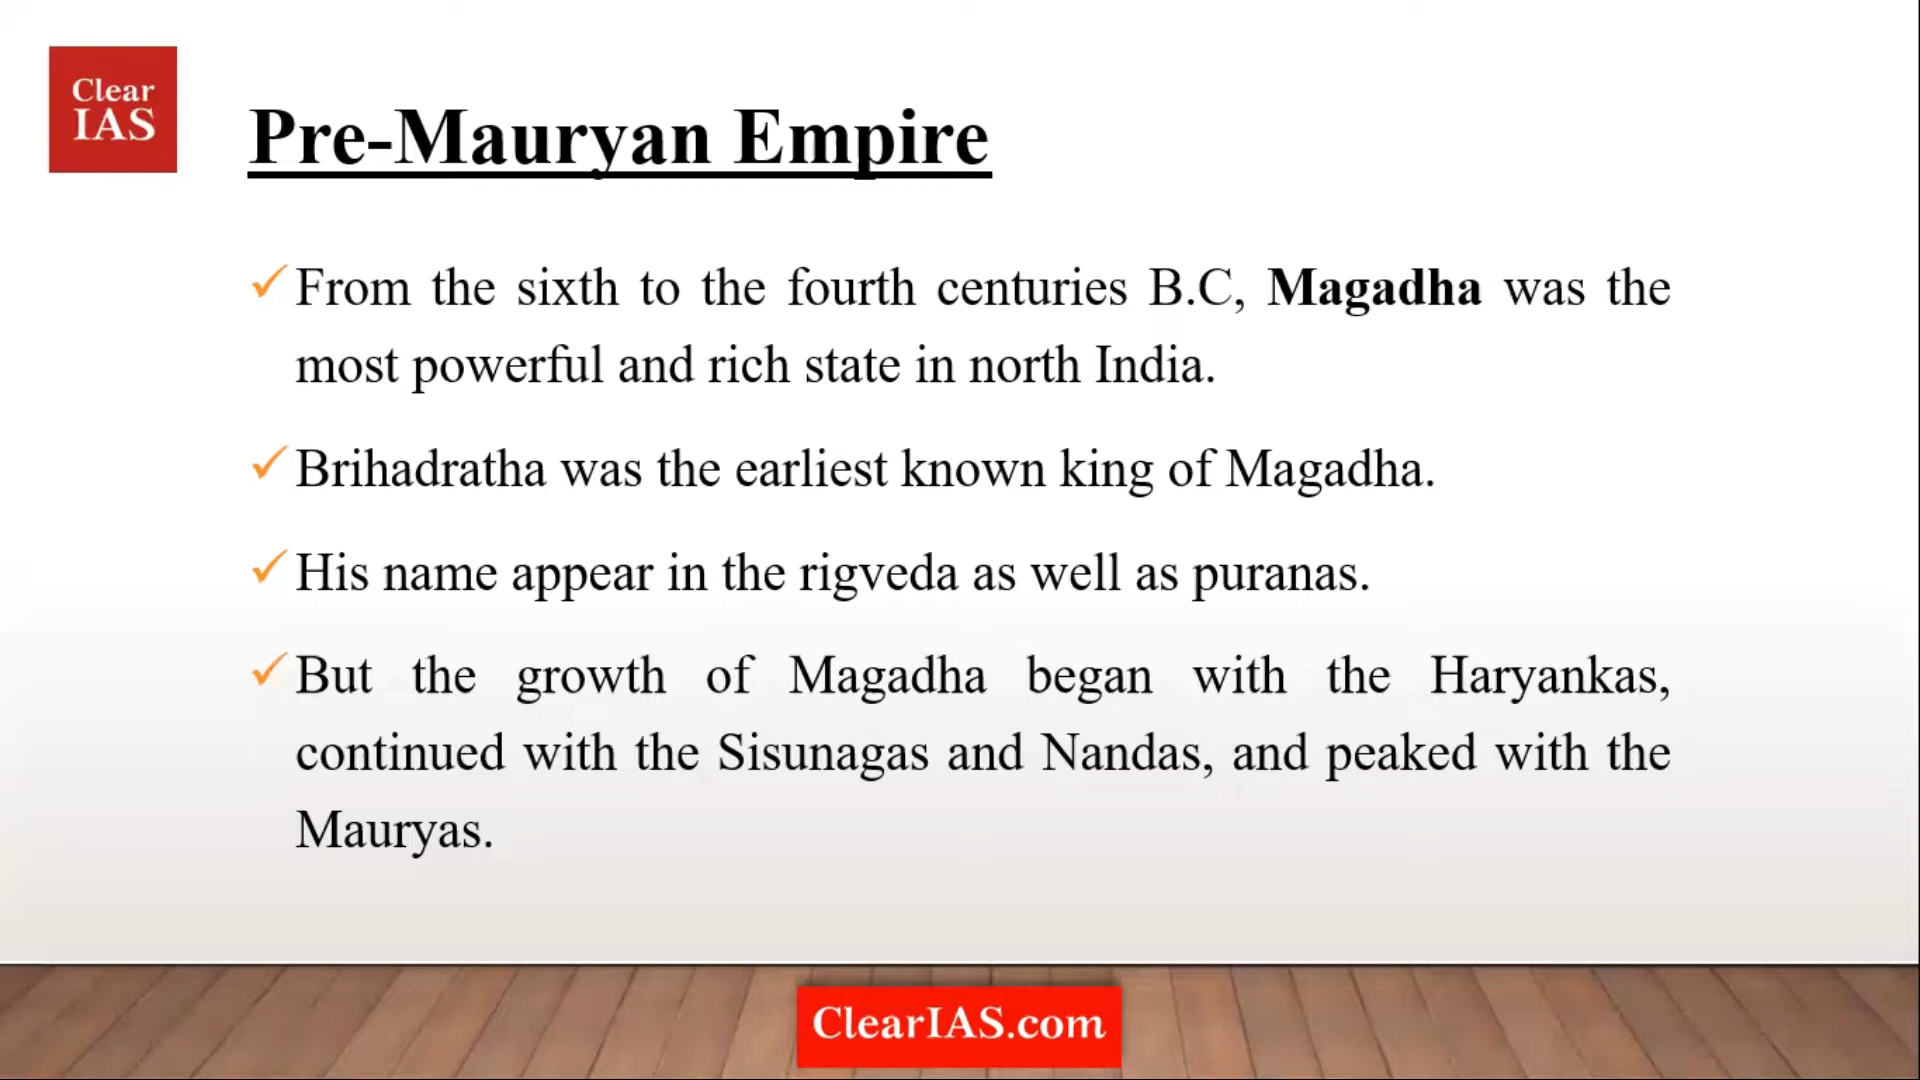 Clear
IAS
Pre-Mauryan Empire
From the sixth to the fourth centuries B.C, Magadha was the
most powerful and rich state in north India.
Brihadratha was the earliest known king of Magadha.
His name appear in the rigveda as well as puranas.
But the growth of Magadha began with the Haryankas,
continued with the Sisunagas and Nandas, and peaked with the
Mauryas.
ClearIAS.com